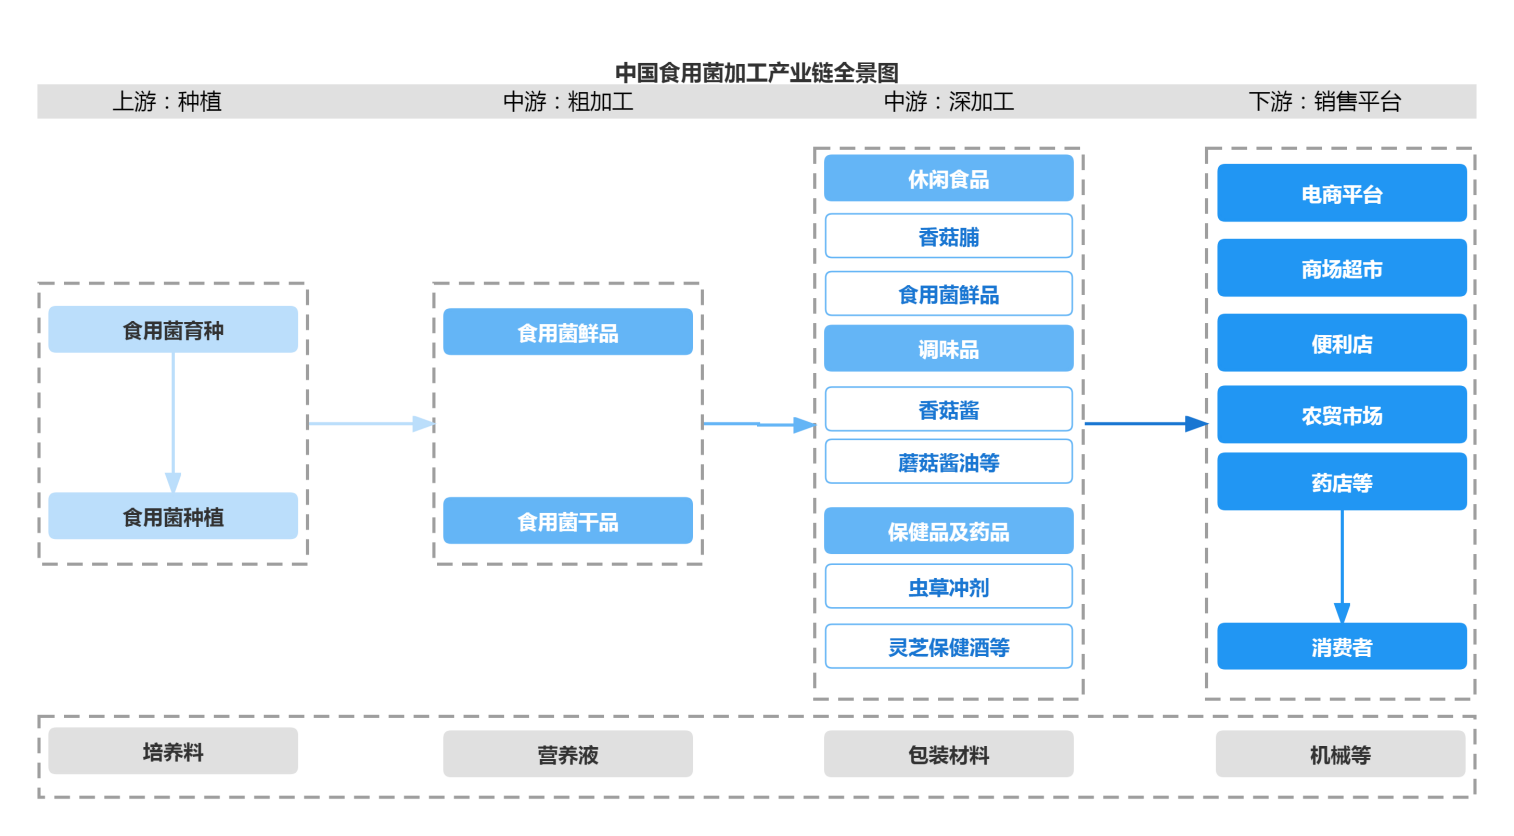 中国食用菌加工产业链全景图
上游：种植
中游：粗加工
中游：深加工
下游：销售平台
食用菌育种
食用菌种植
食用菌鲜品
食用菌干品
休闲食品
香菇脯
食用菌鲜品
调味品
香菇酱
蘑菇酱油等
保健品及药品
虫草冲剂
灵芝保健酒等
电商平台
商场超市
便利店
农贸市场
药店等
消费者
培养料
营养液
包装材料
机械等